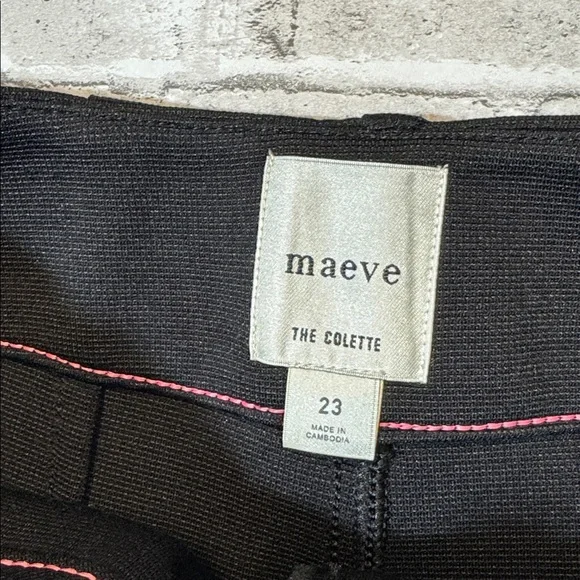 maeve
THE COLETTE
23
MADE IN
CAMBODIA